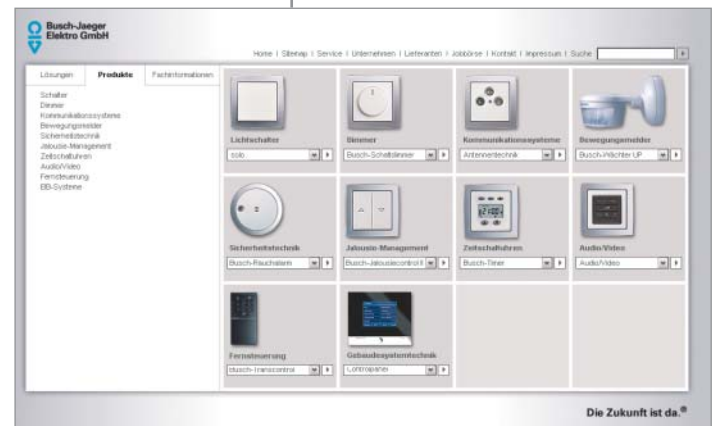 Busch-Jaeger
Elektro GmbH
Home | Sitemap | Service | Unternehmen | Lieferanten | Jobbörse | Kontakt | Impressum | Suche
Lösungen Produkte Fachinformationen
Schalter
Dimmer
Kommunikationssysteme
Bewegungsmelder
Sicherheitstechnik
Jalousie-Management
Zeitschaltuhren
Audio/Video
Fernsteuerung
EIB-Systeme
Lichtschalter Dimmer Kommunikationssysteme Bewegungsmelder
solo Busch-Schaltdimmer Antennentechnik Busch-Wächter UP
Sicherheitstechnik Jalousie-Management Zeitschaltuhren Audio/Video
Busch-Rauchalarm Busch-Jalousiecontrol II Busch-Timer Audio/Video
Fernsteuerung Gebäudesystemtechnik
Busch-Transcontrol Controlpanel
Die Zukunft ist da.®